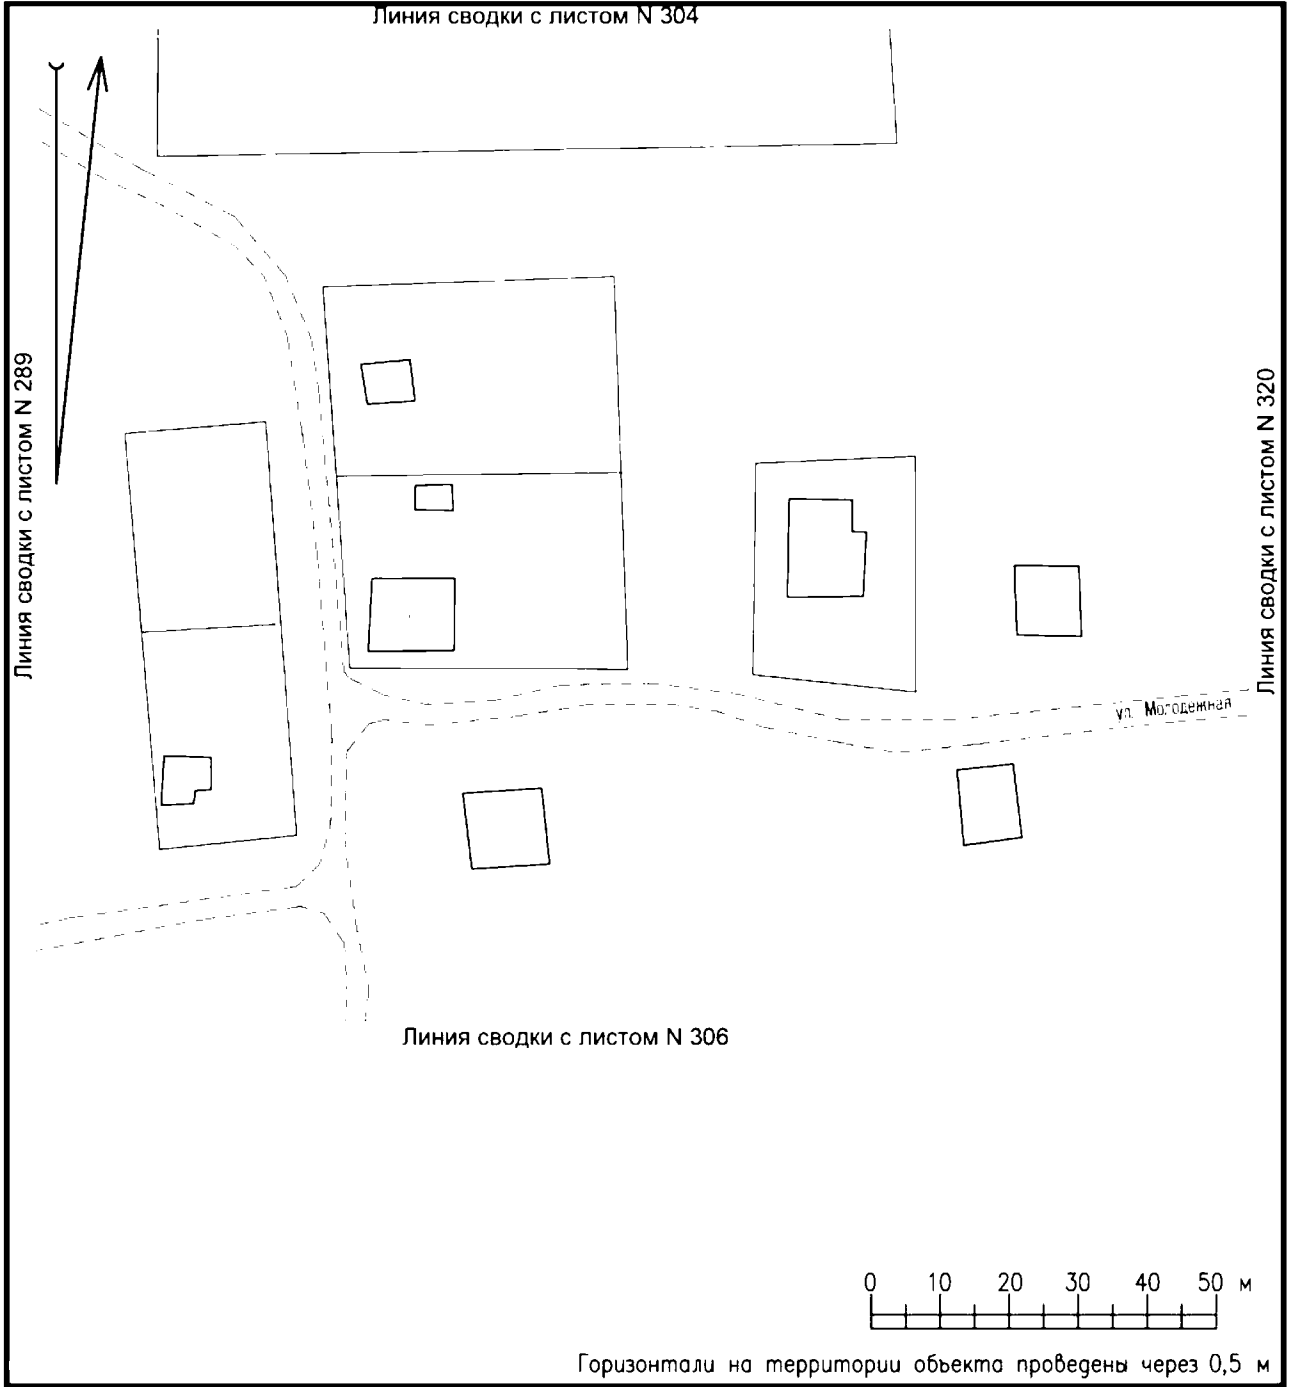 Линия сводки с листом N 304
Линия сводки с листом N 289
Линия сводки с листом N 320
ул. Молодежная
Линия сводки с листом N 306
0 10 20 30 40 50 м
Горизонтали на территории объекта проведены через 0,5 м